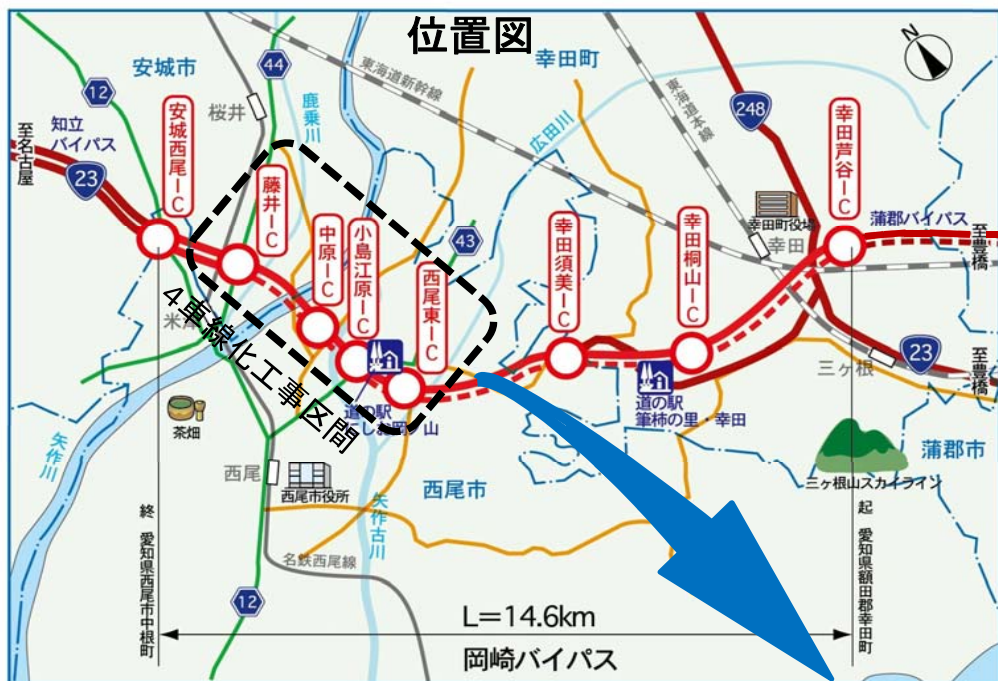 位置図
安城市
幸田町
44
12
桜井
鹿乗川
東海道新幹線
広田川
東海道本線
248
N
至名古屋
知立
バイパス
23
安城西尾IC
藤井IC
中原IC
小島江原IC
西尾東IC
43
幸田須美IC
幸田桐山IC
幸田芦谷IC
幸田町役場
幸田
蒲郡バイパス
至豊橋
4車線化工事区間
道の駅
にしお岡ノ山
道の駅
筆柿の里・幸田
三ヶ根
23
至豊橋
茶畑
矢作川
西尾
西尾市役所
矢作古川
西尾市
三ヶ根山スカイライン
蒲郡市
終 愛知県西尾市中根町
起 愛知県額田郡幸田町
名鉄西尾線
12
L=14.6km
岡崎バイパス